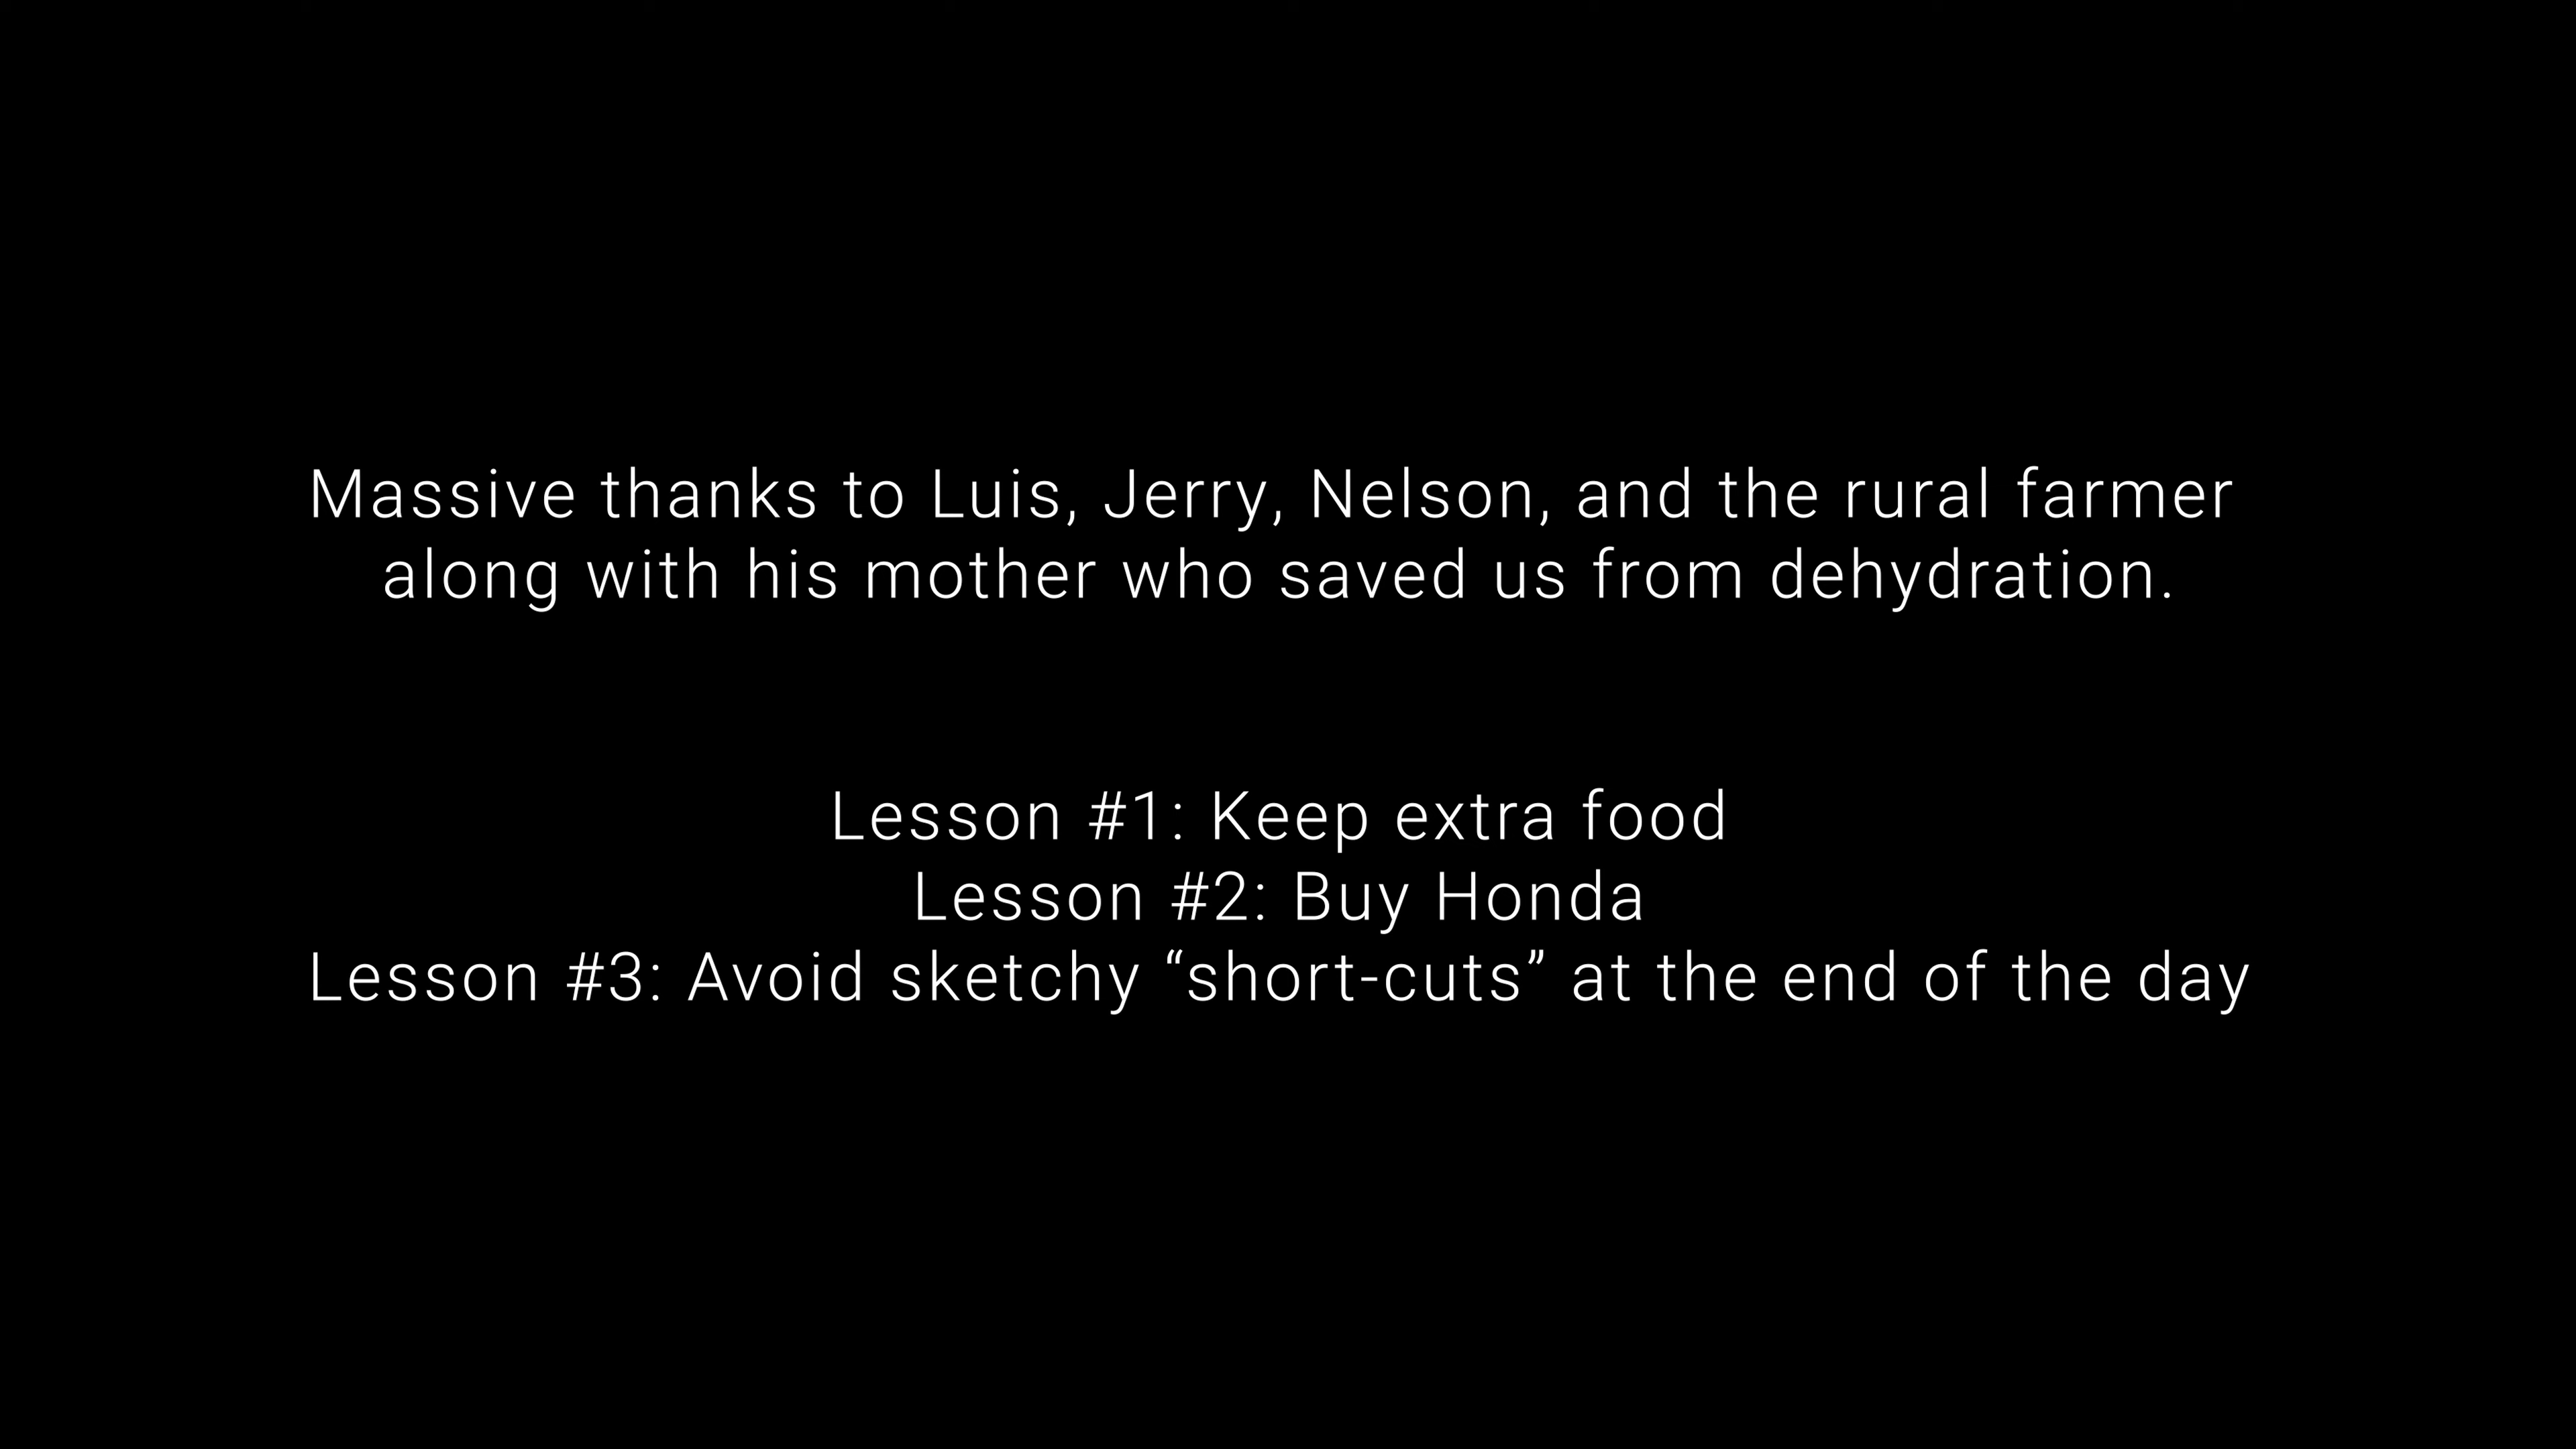 Massive thanks to Luis, Jerry, Nelson, and the rural farmer
along with his mother who saved us from dehydration.
Lesson #1: Keep extra food
Lesson #2: Buy Honda
Lesson #3: Avoid sketchy “short-cuts” at the end of the day